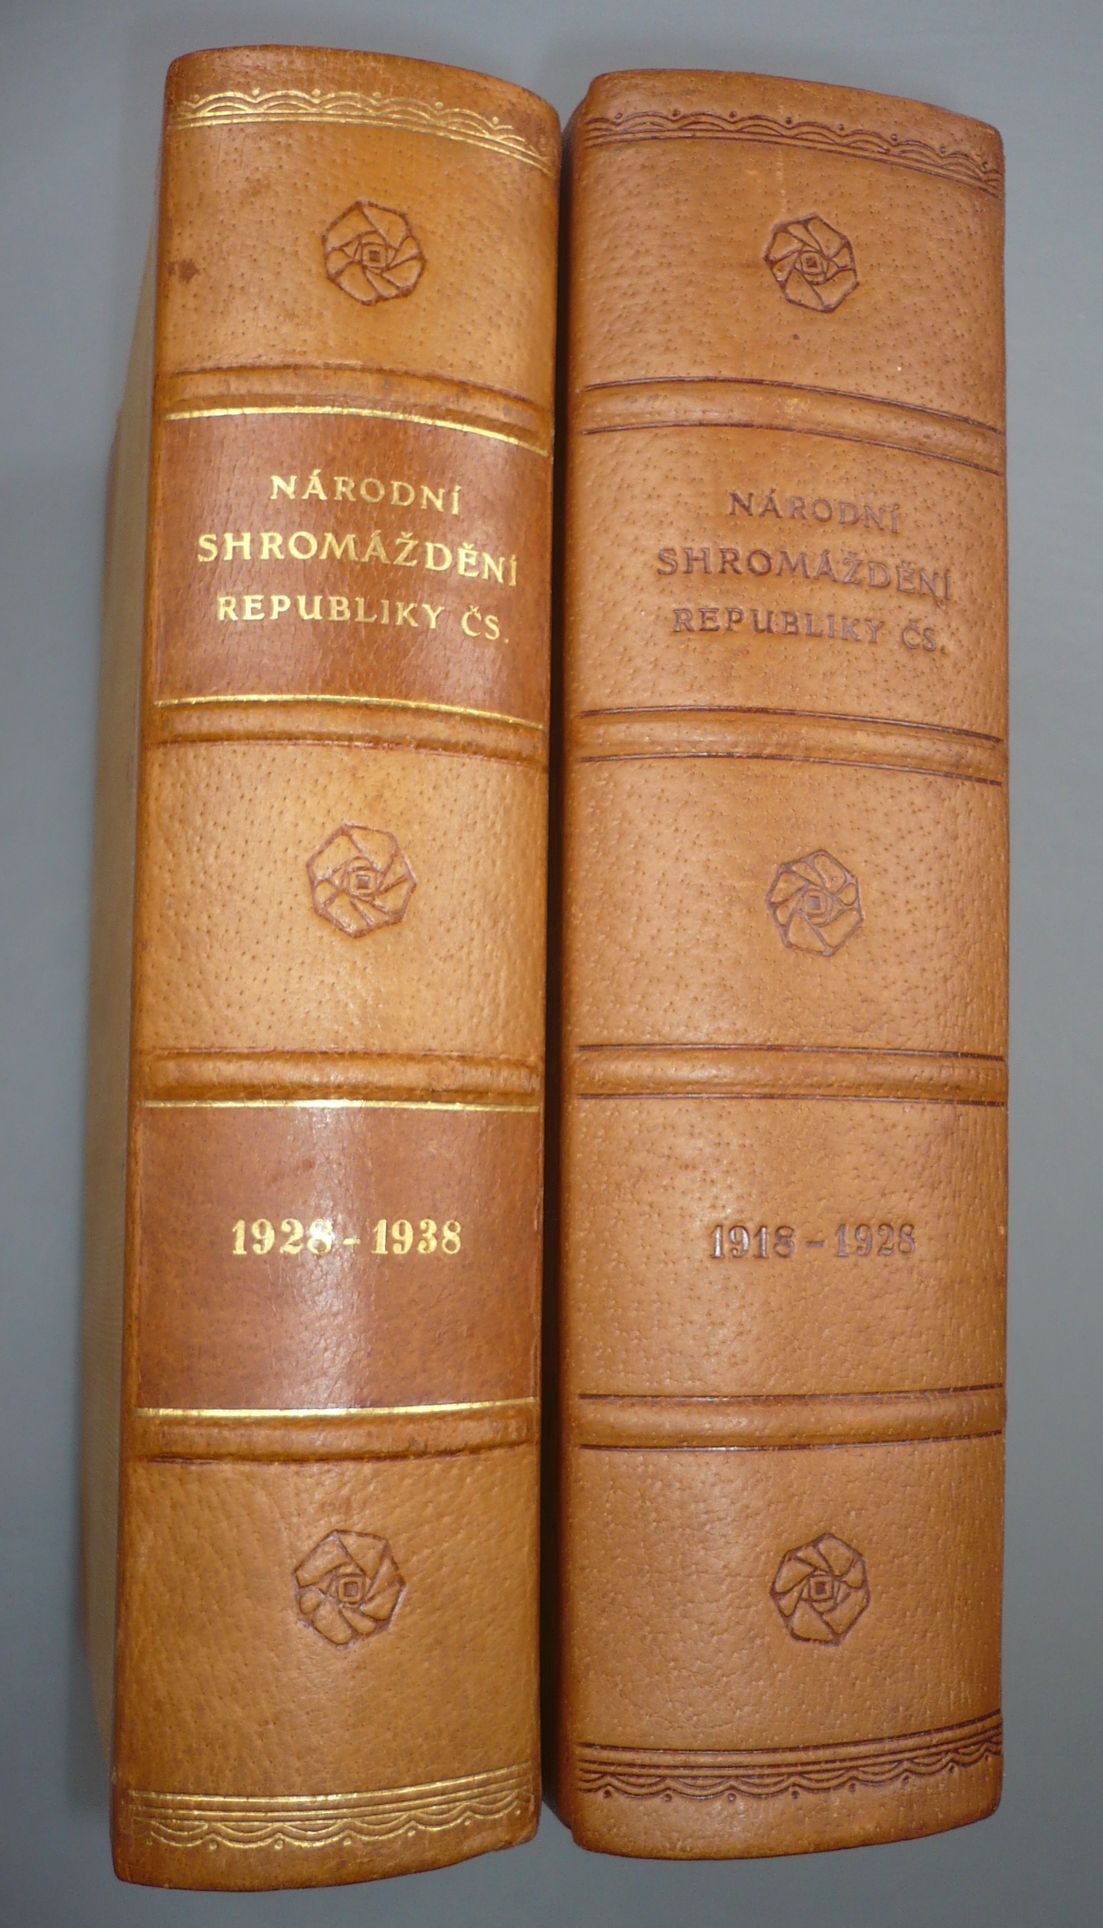 NÁRODNÍ
SHROMÁŽDĚNÍ
REPUBLIKY ČS.
1928-1938
NÁRODNÍ
SHROMÁŽDĚNÍ
REPUBLIKY ČS.
1918-1928